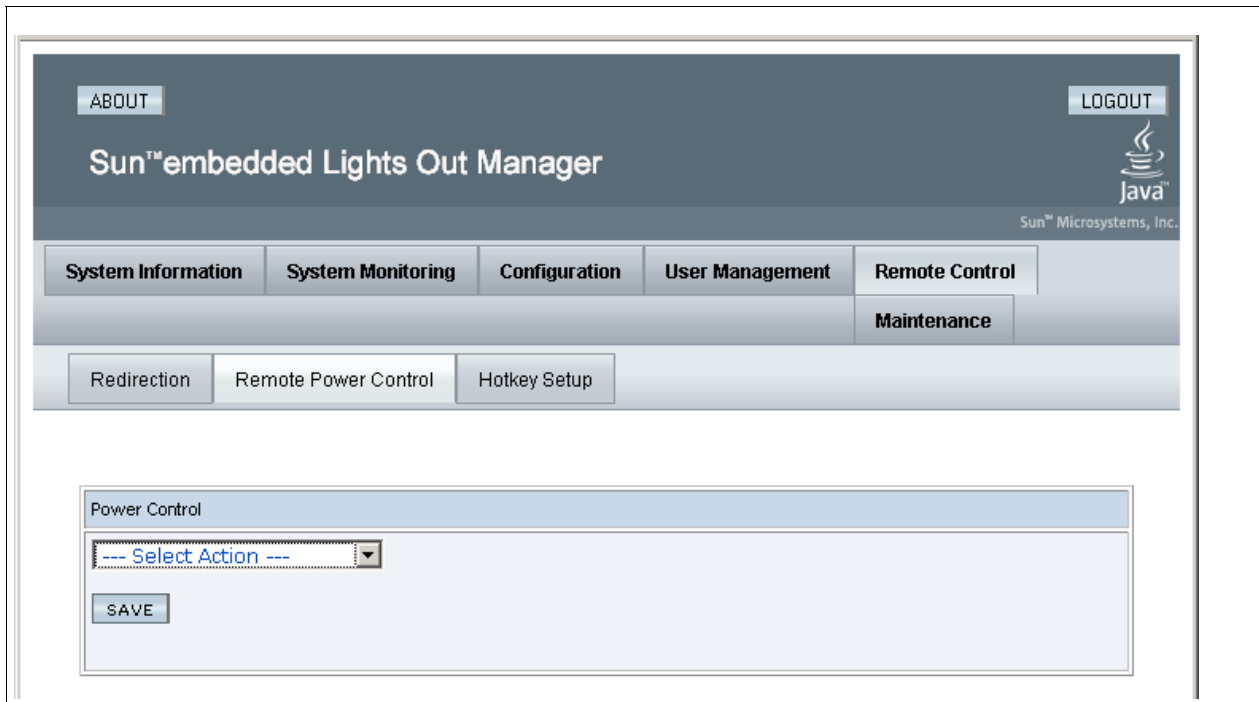 ABOUT
LOGOUT
Sun™embedded Lights Out Manager
Java™
Sun™ Microsystems, Inc.
System Information
System Monitoring
Configuration
User Management
Remote Control
Maintenance
Redirection
Remote Power Control
Hotkey Setup
Power Control
--- Select Action ---
SAVE